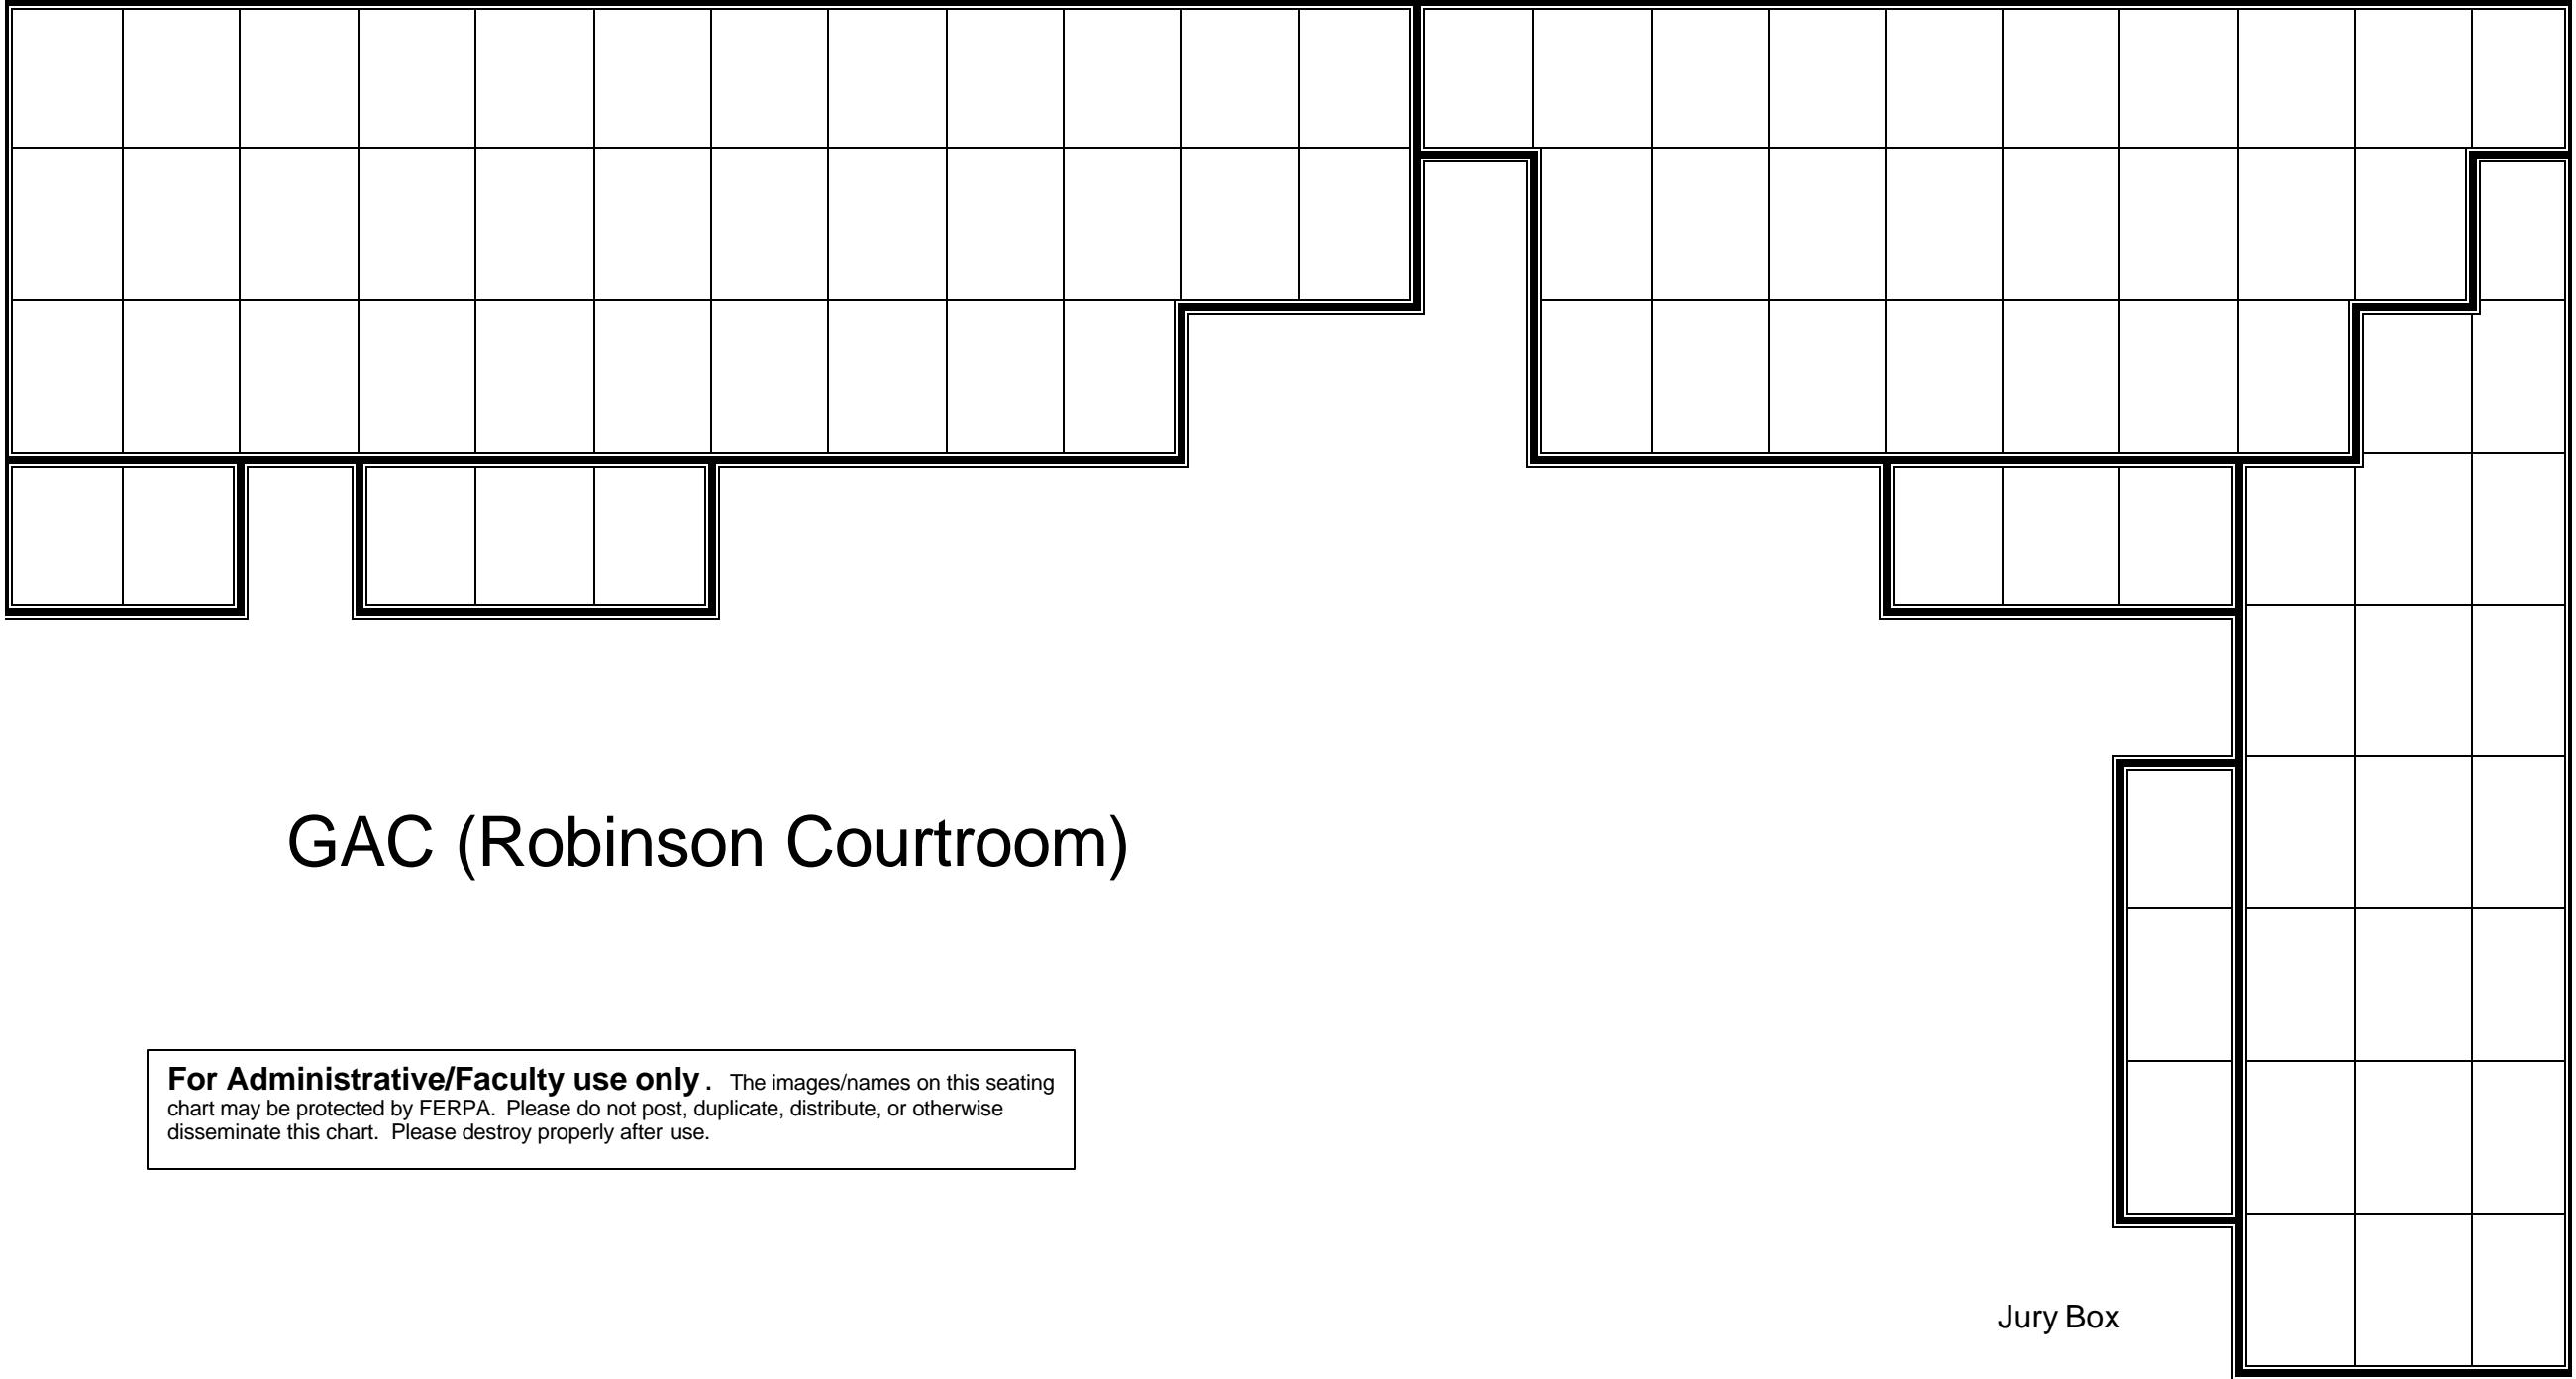 GAC (Robinson Courtroom)
For Administrative/Faculty use only.  The images/names on this seating
chart may be protected by FERPA.  Please do not post, duplicate, distribute, or otherwise
disseminate this chart.  Please destroy properly after use.
Jury Box